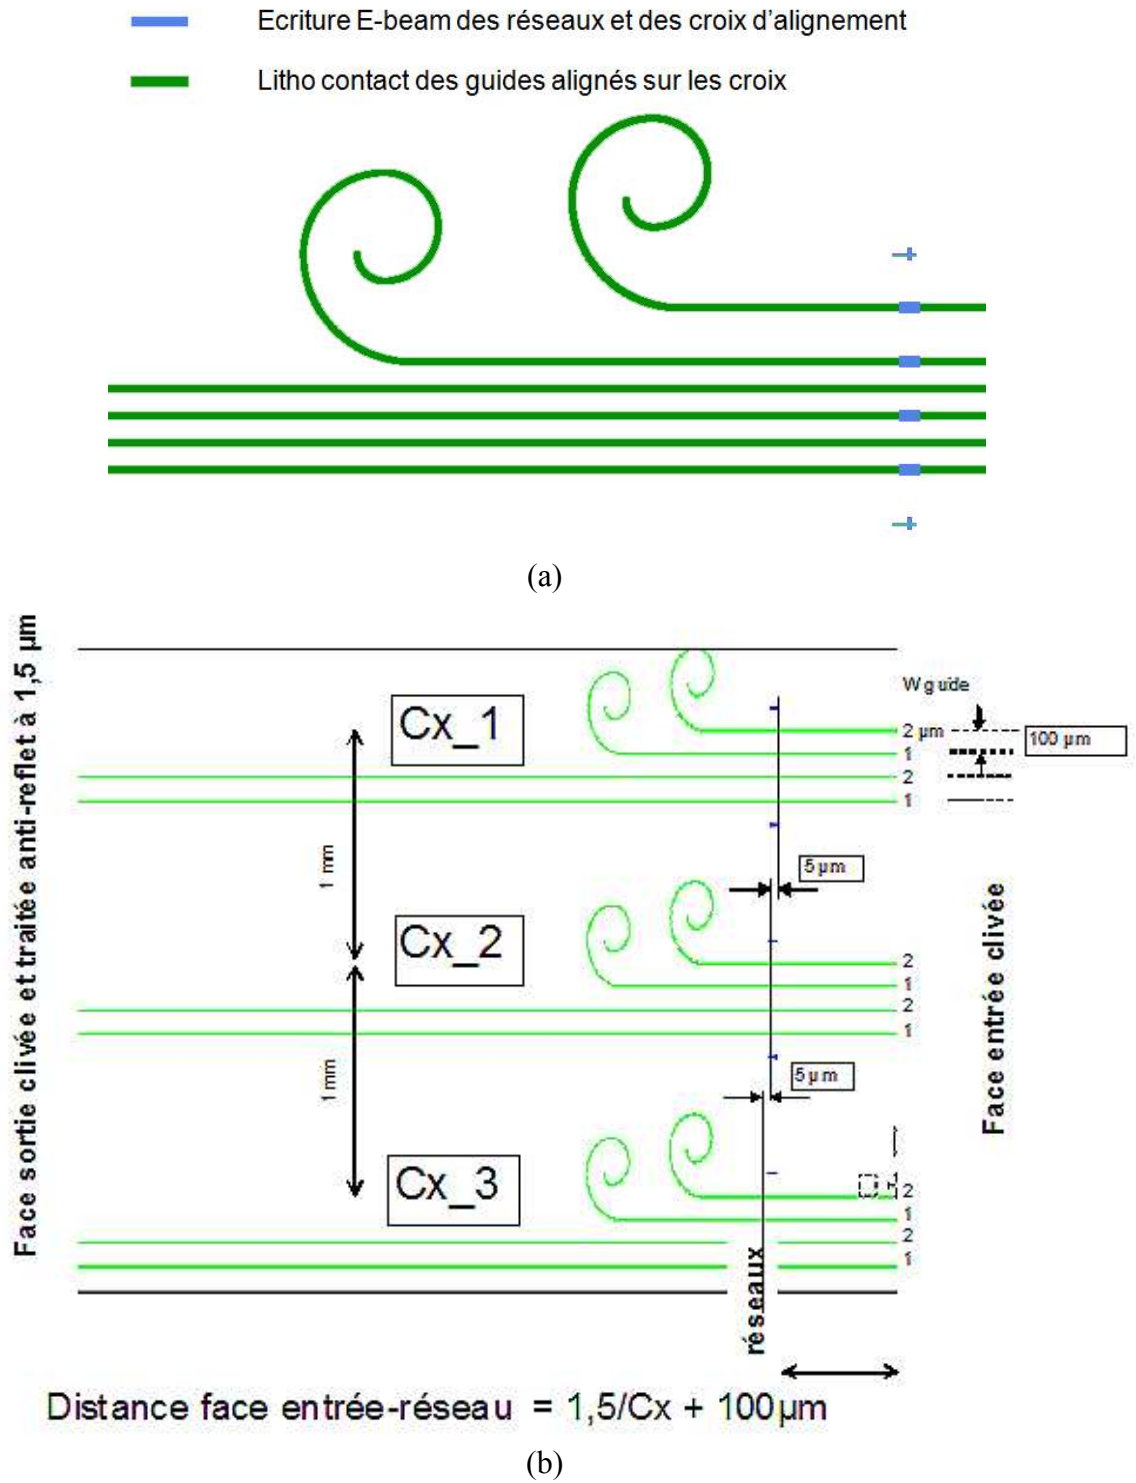 Ecriture E-beam des réseaux et des croix d'alignement
Litho contact des guides alignés sur les croix
(a)
Face sortie clivée et traitée anti-reflet à 1,5 µm
W guide
Cx_1
2 µm
100 µm
1
2
1
1 mm
5 µm
Cx_2
2
1
2
1
Face entrée clivée
1 mm
5 µm
Cx_3
2
1
2
1
réseaux
Distance face entrée-réseau = 1,5/Cx + 100µm
(b)